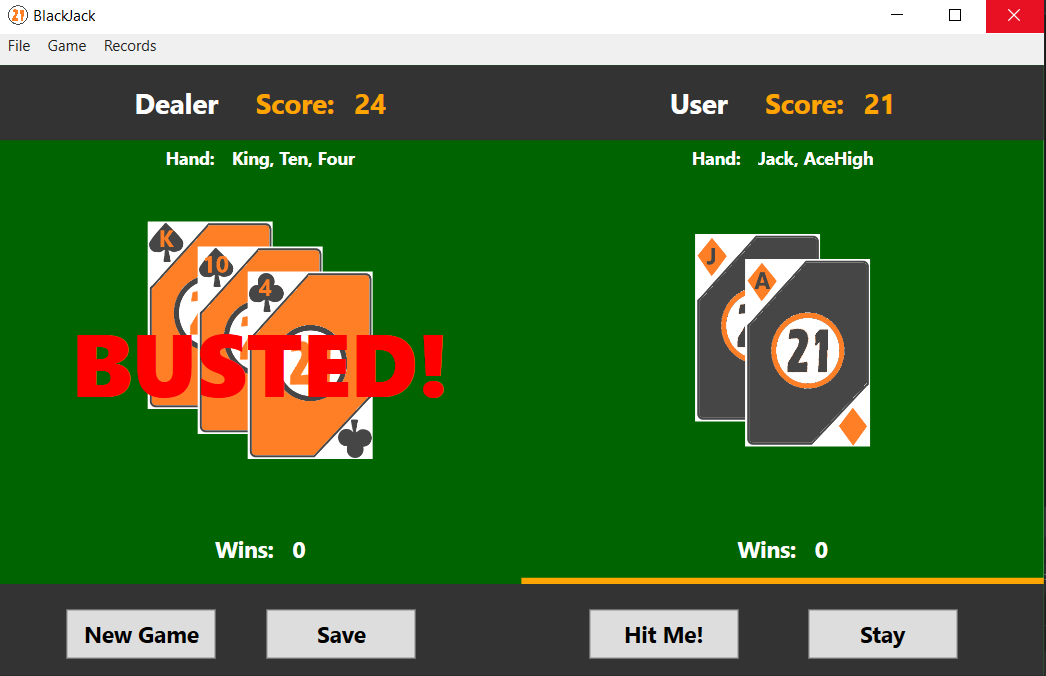 BlackJack
File Game Records
Dealer Score: 24
User Score: 21
Hand: King, Ten, Four
Hand: Jack, AceHigh
K
10
4
J
A
21
BUSTED!
Wins: 0
Wins: 0
New Game
Save
Hit Me!
Stay